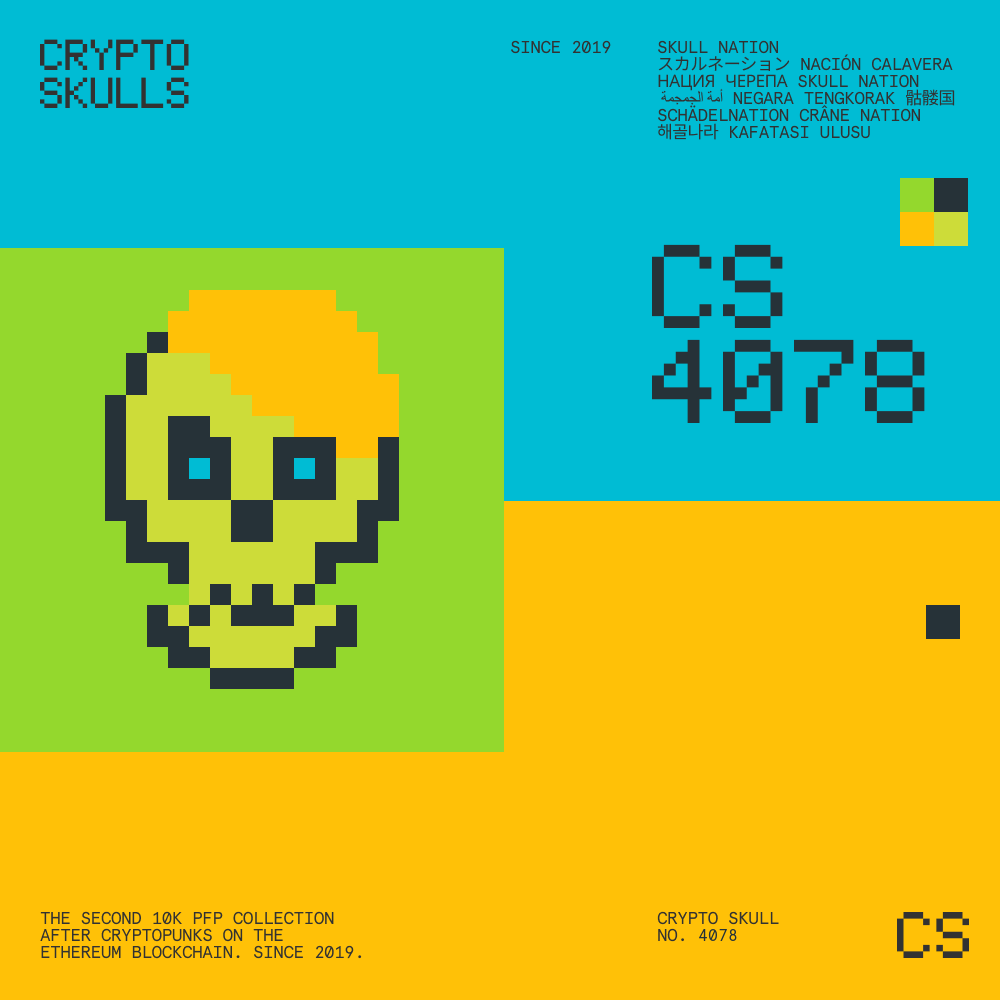 CRYPTO
SKULLS
SINCE 2019
SKULL NATION
スカルネーション NACIÓN CALAVERA
НАЦИЯ ЧЕРЕПА SKULL NATION
أمة الجمجمة NEGARA TENGKORAK 骷髅国
SCHÄDELNATION CRÂNE NATION
해골나라 KAFATASI ULUSU
CS
4078
THE SECOND 10K PFP COLLECTION
AFTER CRYPTOPUNKS ON THE
ETHEREUM BLOCKCHAIN. SINCE 2019.
CRYPTO SKULL
NO. 4078
CS